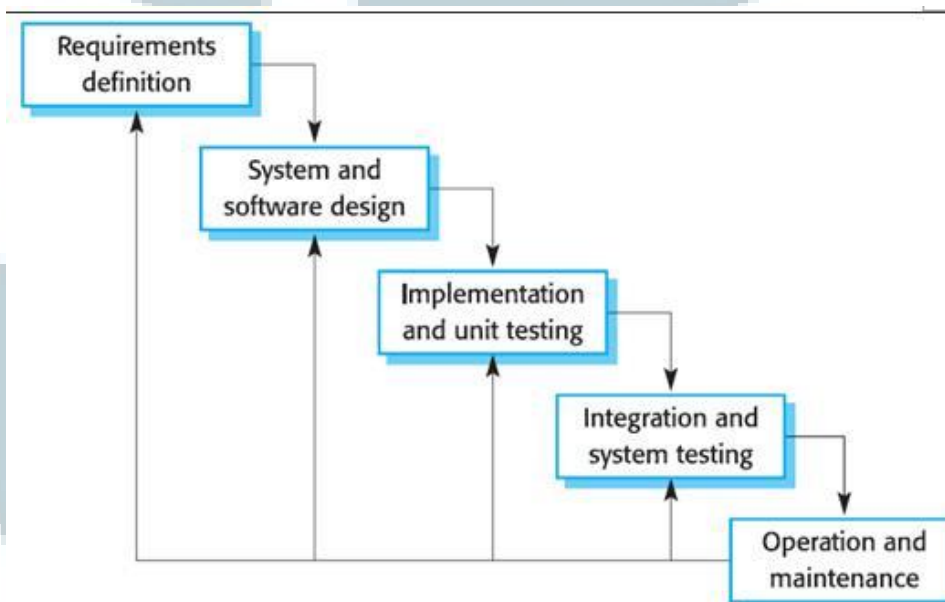 Requirements
definition
System and
software design
Implementation
and unit testing
Integration and
system testing
Operation and
maintenance